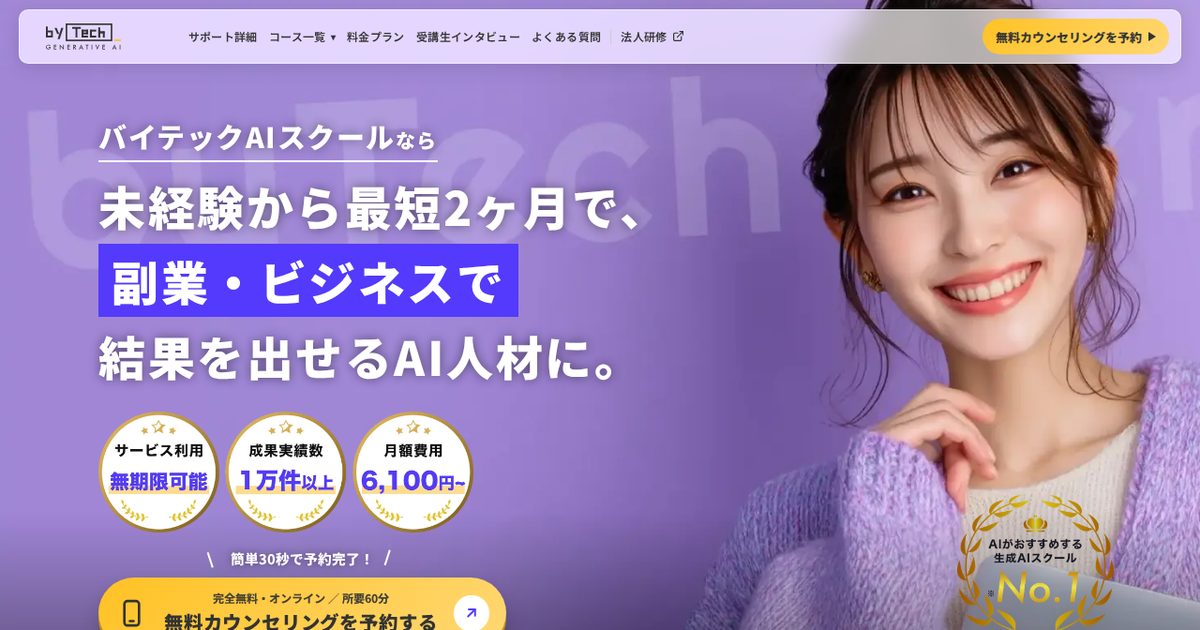 by Tech
GENERATIVE AI
サポート詳細 コース一覧 ▼ 料金プラン 受講生インタビュー よくある質問 法人研修
無料カウンセリングを予約 ▶
byTech
バイテックAIスクールなら
未経験から最短2ヶ月で、
副業・ビジネスで
結果を出せるAI人材に。
サービス利用
無期限可能
成果実績数
1万件以上
月額費用
6,100円~
\ 簡単30秒で予約完了！ /
完全無料・オンライン ／ 所要60分
無料カウンセリングを予約する
AIがおすすめする
生成AIスクール
※No.1